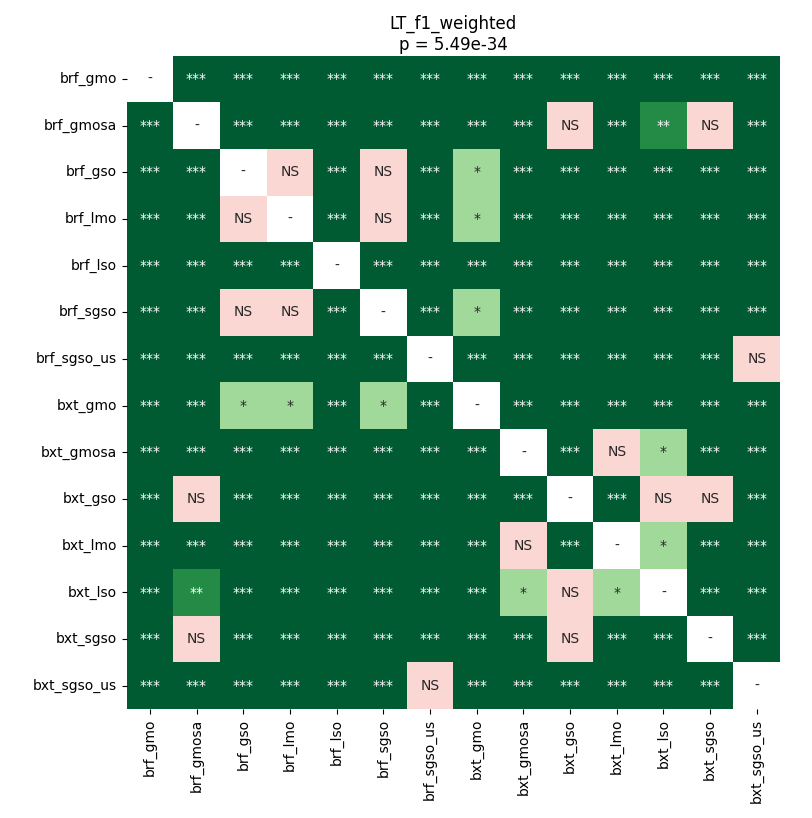 LT_f1_weighted
p = 5.49e-34
brf_gmo - *** *** *** *** *** *** *** *** *** *** *** *** ***
brf_gmosa *** - *** *** *** *** *** *** *** NS *** ** NS ***
brf_gso *** *** - NS *** NS *** * *** *** *** *** *** ***
brf_lmo *** *** NS - *** NS *** * *** *** *** *** *** ***
brf_lso *** *** *** *** - *** *** *** *** *** *** *** *** ***
brf_sgso *** *** NS NS *** - *** * *** *** *** *** *** ***
brf_sgso_us *** *** *** *** *** *** - *** *** *** *** *** *** NS
bxt_gmo *** *** * * *** * *** - *** *** *** *** *** ***
bxt_gmosa *** *** *** *** *** *** *** *** - *** NS * *** ***
bxt_gso *** NS *** *** *** *** *** *** *** - *** NS NS ***
bxt_lmo *** *** *** *** *** *** *** *** NS *** - * *** ***
bxt_lso *** ** *** *** *** *** *** *** * NS * - *** ***
bxt_sgso *** NS *** *** *** *** *** *** *** NS *** *** - ***
bxt_sgso_us *** *** *** *** *** *** NS *** *** *** *** *** *** -
brf_gmo brf_gmosa brf_gso brf_lmo brf_lso brf_sgso brf_sgso_us bxt_gmo bxt_gmosa bxt_gso bxt_lmo bxt_lso bxt_sgso bxt_sgso_us